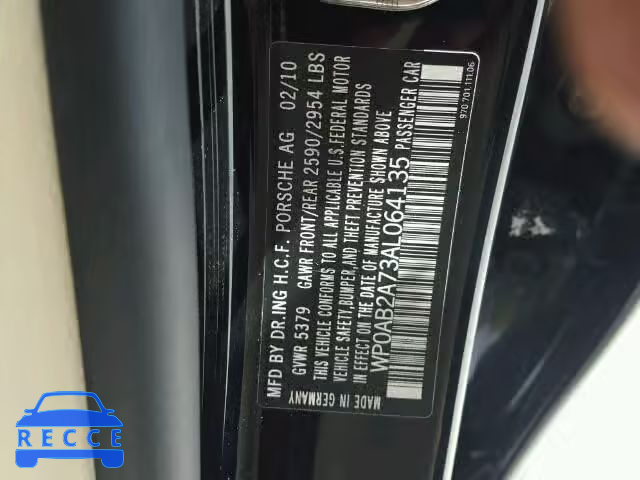 MFD BY DR.ING H.C.F. PORSCHE AG 02/10
GVWR 5379 GAWR FRONT/REAR 2590/2954 LBS
THIS VEHICLE CONFORMS TO ALL APPLICABLE U.S.FEDERAL MOTOR
VEHICLE SAFETY,BUMPER,AND THEFT PREVENTION STANDARDS
IN EFFECT ON THE DATE OF MANUFACTURE SHOWN ABOVE
WP0AB2A73AL064135 PASSENGER CAR
MADE IN GERMANY
970 701 111.06
RECCE